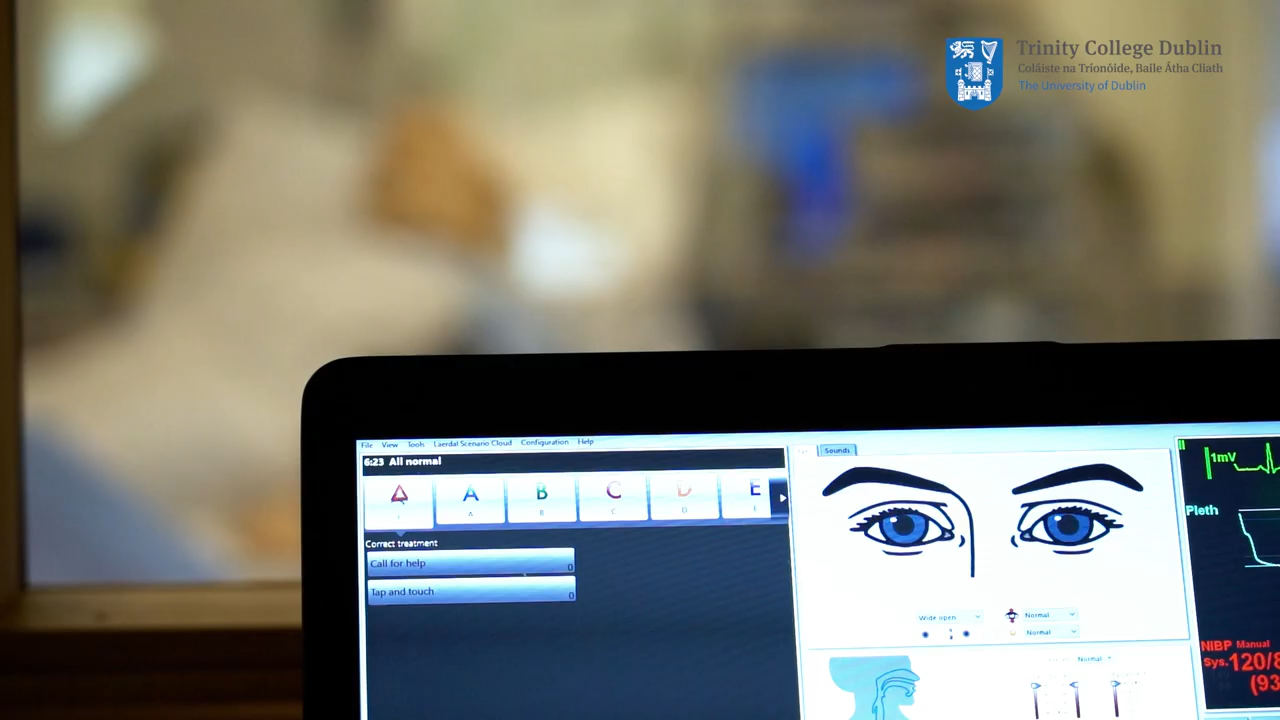 Trinity College Dublin
Coláiste na Tríonóide, Baile Átha Cliath
The University of Dublin
File View Tools Laerdal Scenario Cloud Configuration Help
6:23 All normal
A B C D E
A B C D E
Correct treatment
Call for help 0
Tap and touch 0
Sounds
Wide open
Normal
Normal
Normal
1mV
Pleth
NIBP Manual
Sys. 120/8
(93